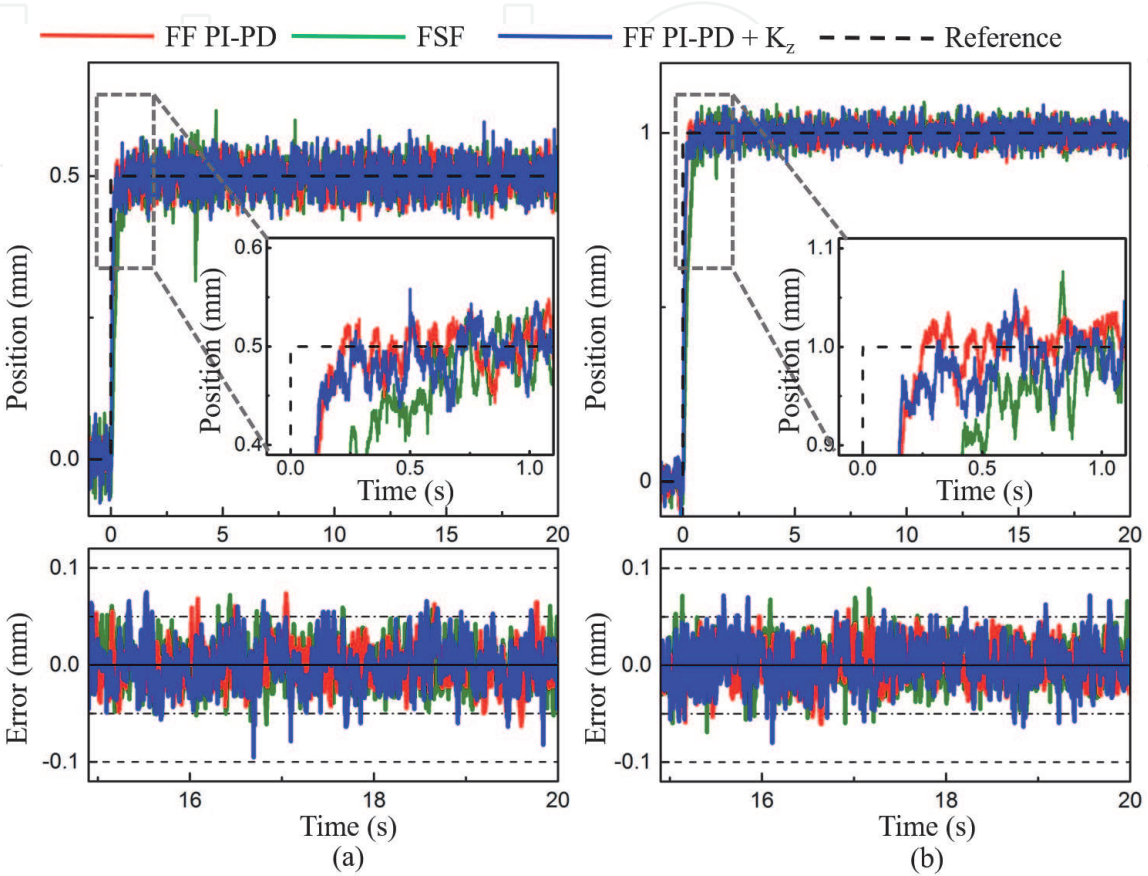 FF PI-PD FSF FF PI-PD + Kz Reference
Position (mm)
0.5
0.0
0 5 10 15 20
Position (mm)
0.6
0.5
0.4
0.0 0.5 1.0
Time (s)
Position (mm)
1
0
0 5 10 15 20
Position (mm)
1.1
1.0
0.9
0.0 0.5 1.0
Time (s)
Error (mm)
0.1
0.0
-0.1
16 18 20
Time (s)
(a)
Error (mm)
0.1
0.0
-0.1
16 18 20
Time (s)
(b)